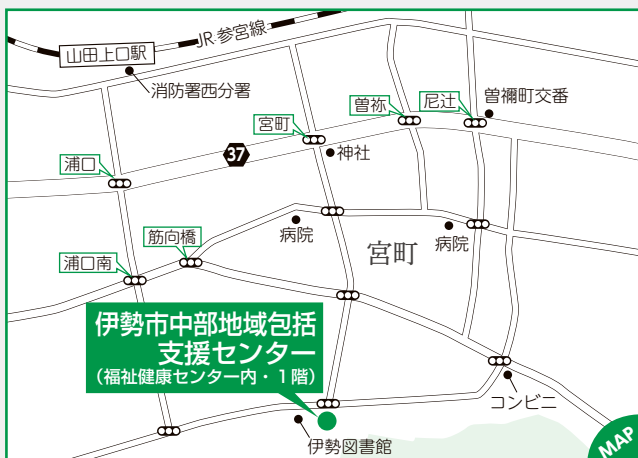 山田上口駅
JR 参宮線
消防署西分署
曽祢
尼辻
曽禰町交番
宮町
37
神社
浦口
筋向橋
病院
病院
宮町
浦口南
伊勢市中部地域包括
支援センター
（福祉健康センター内・1階）
コンビニ
伊勢図書館
MAP